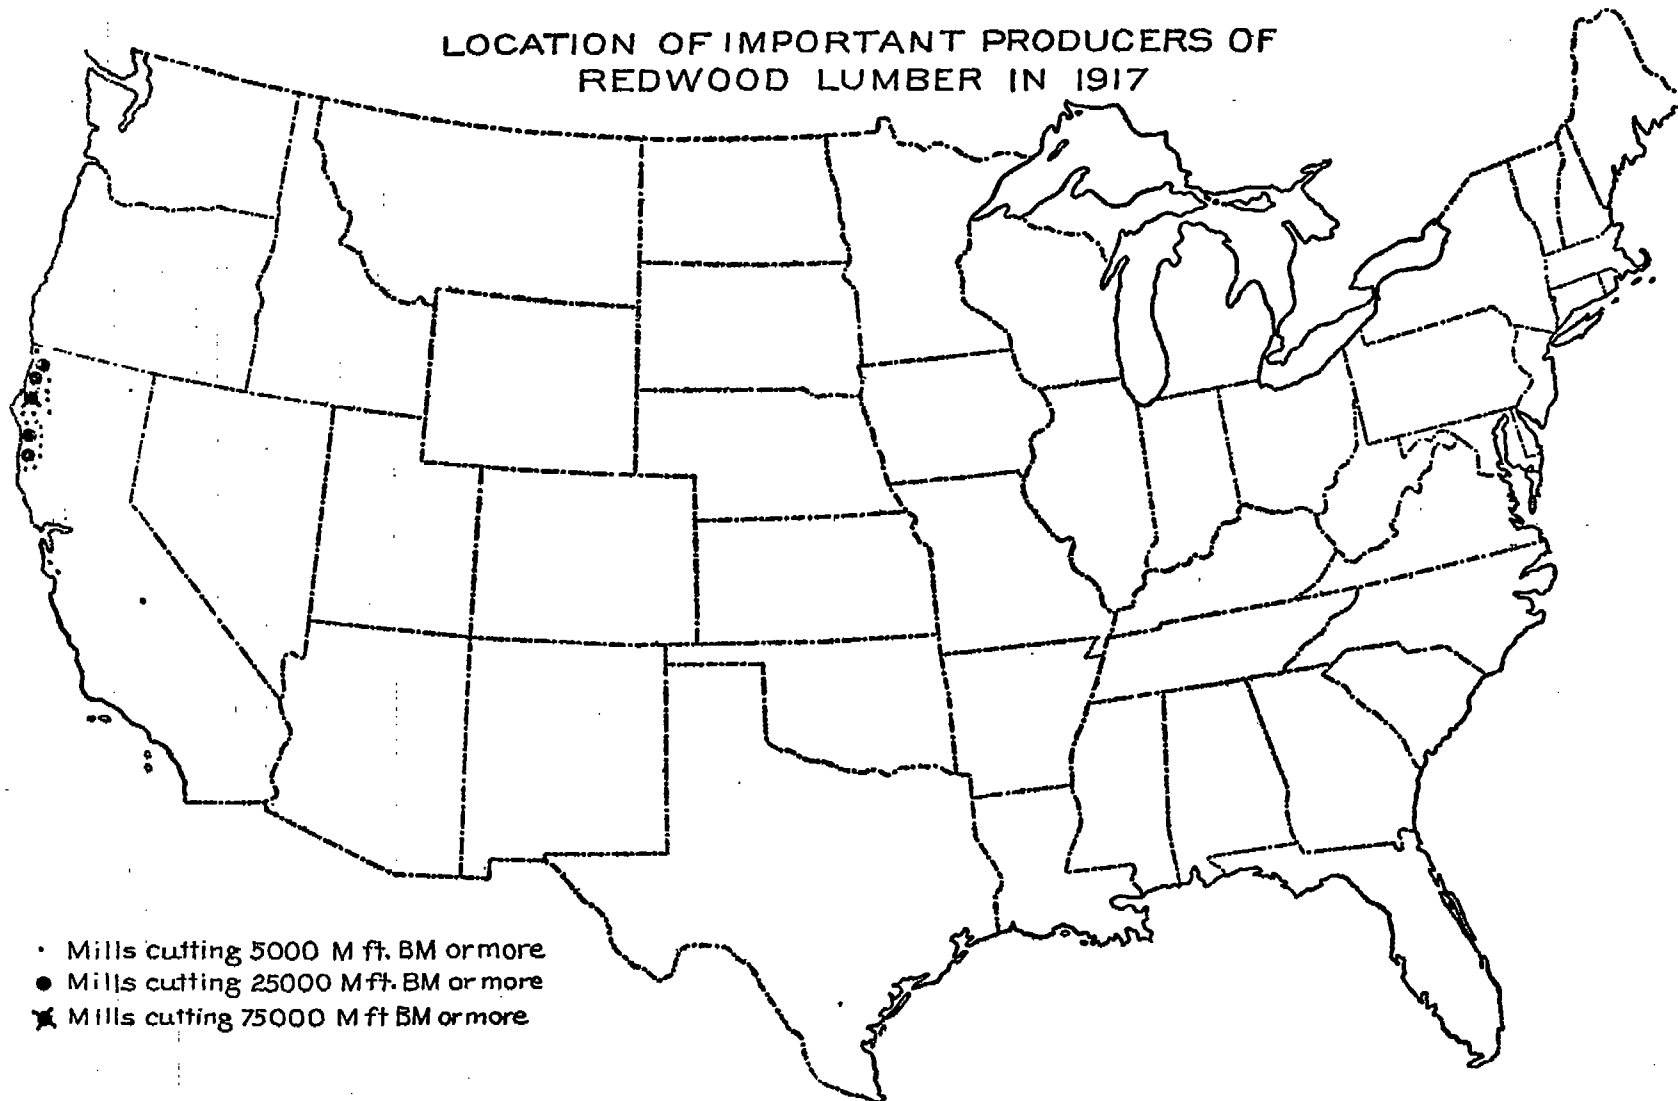 LOCATION OF IMPORTANT PRODUCERS OF
REDWOOD LUMBER IN 1917
Mills cutting 5000 M ft. BM or more
Mills cutting 25000 M ft. BM or more
Mills cutting 75000 M ft BM or more